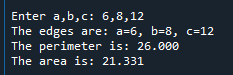 Enter a,b,c: 6,8,12
The edges are: a=6, b=8, c=12
The perimeter is: 26.000
The area is: 21.331